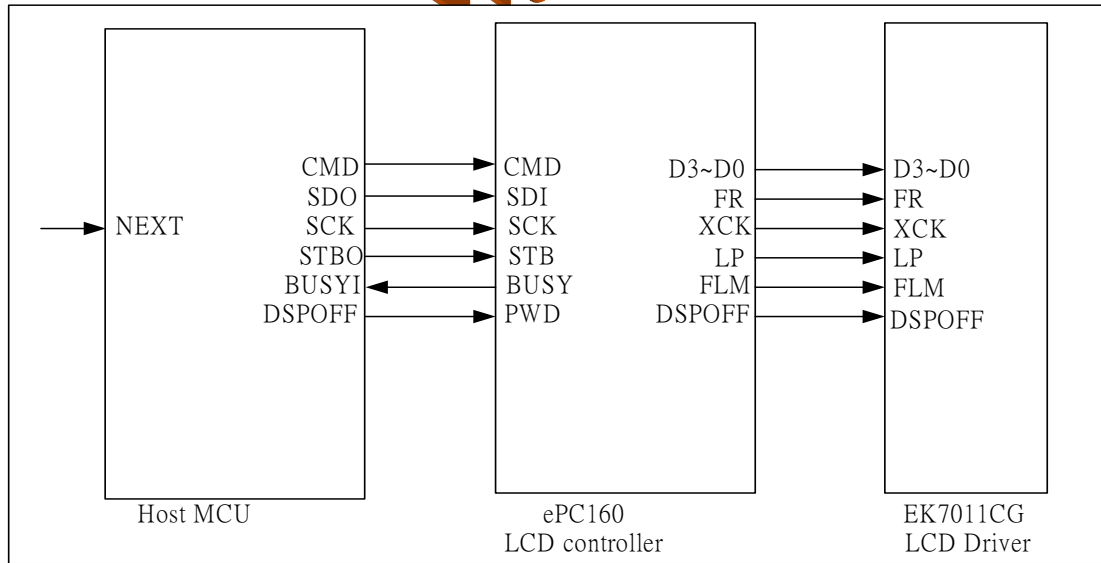 CMD CMD D3~D0 D3~D0
SDO SDI FR FR
NEXT SCK SCK XCK XCK
STBO STB LP LP
BUSYI BUSY FLM FLM
DSPOFF PWD DSPOFF DSPOFF
Host MCU ePC160 EK7011CG
LCD controller LCD Driver